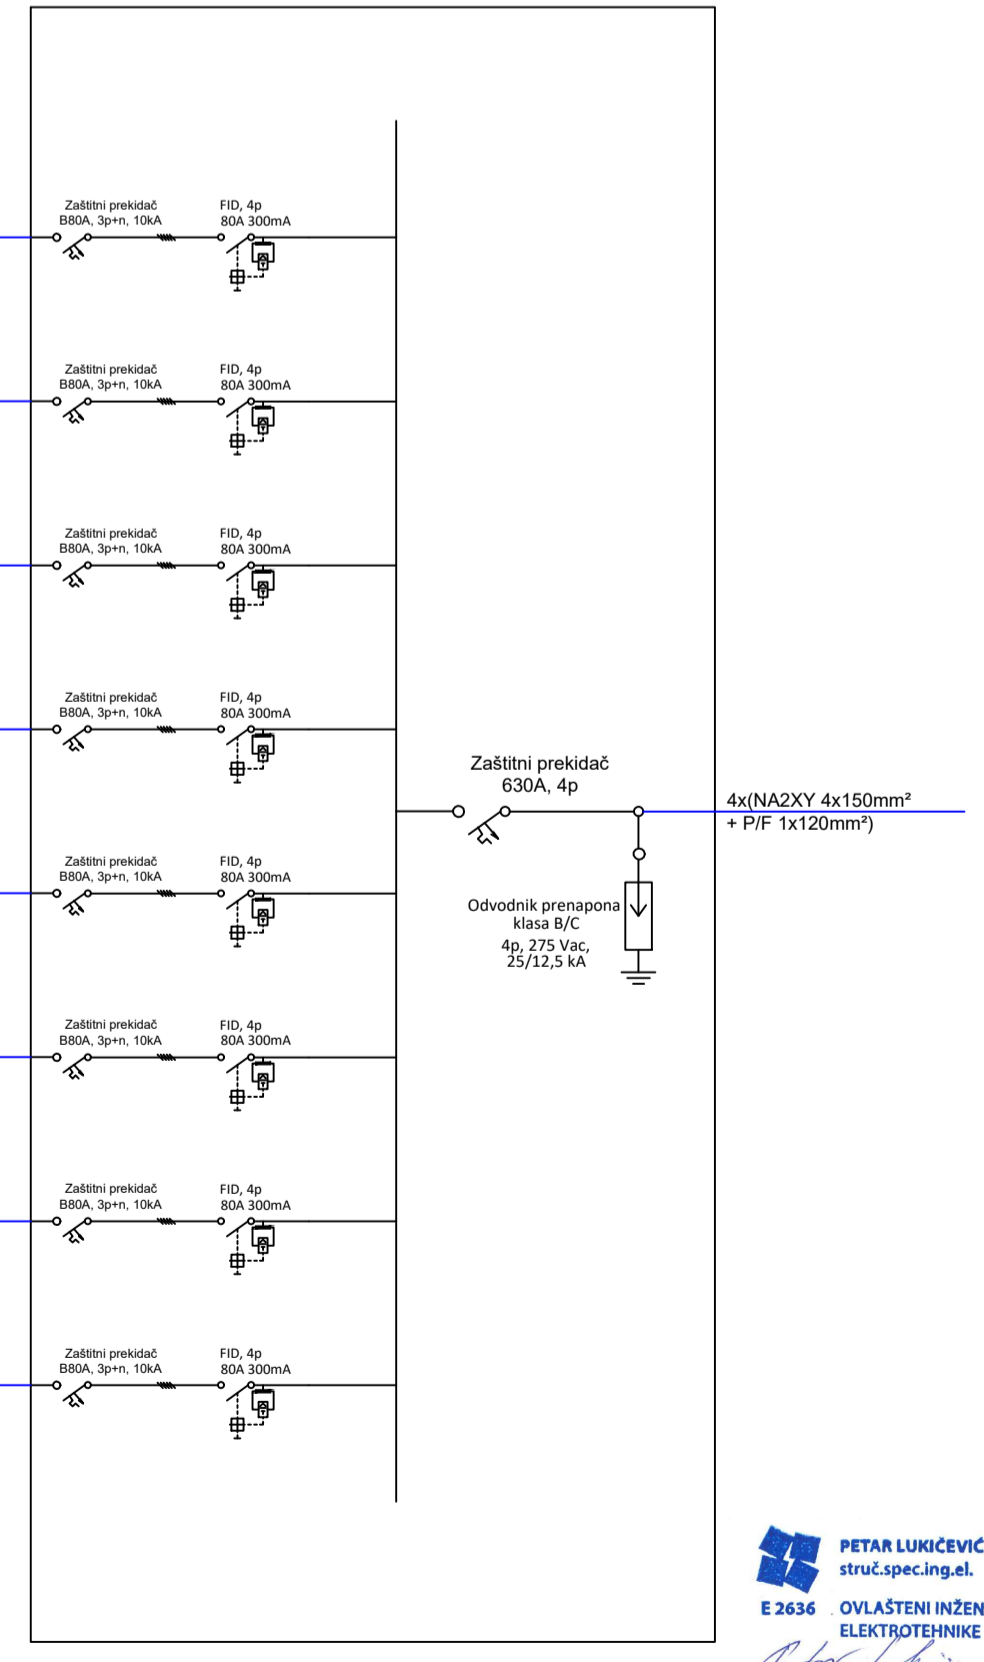 Zaštitni prekidač
B80A, 3p+n, 10kA
FID, 4p
80A 300mA
Zaštitni prekidač
B80A, 3p+n, 10kA
FID, 4p
80A 300mA
Zaštitni prekidač
B80A, 3p+n, 10kA
FID, 4p
80A 300mA
Zaštitni prekidač
B80A, 3p+n, 10kA
FID, 4p
80A 300mA
Zaštitni prekidač
630A, 4p
4x(NA2XY 4x150mm²
+ P/F 1x120mm²)
Zaštitni prekidač
B80A, 3p+n, 10kA
FID, 4p
80A 300mA
Odvodnik prenapona
klasa B/C
4p, 275 Vac,
25/12,5 kA
Zaštitni prekidač
B80A, 3p+n, 10kA
FID, 4p
80A 300mA
Zaštitni prekidač
B80A, 3p+n, 10kA
FID, 4p
80A 300mA
Zaštitni prekidač
B80A, 3p+n, 10kA
FID, 4p
80A 300mA
PETAR LUKIČEVIĆ
struč.spec.ing.el.
E 2636 OVLAŠTENI INŽEN
ELEKTROTEHNIKE